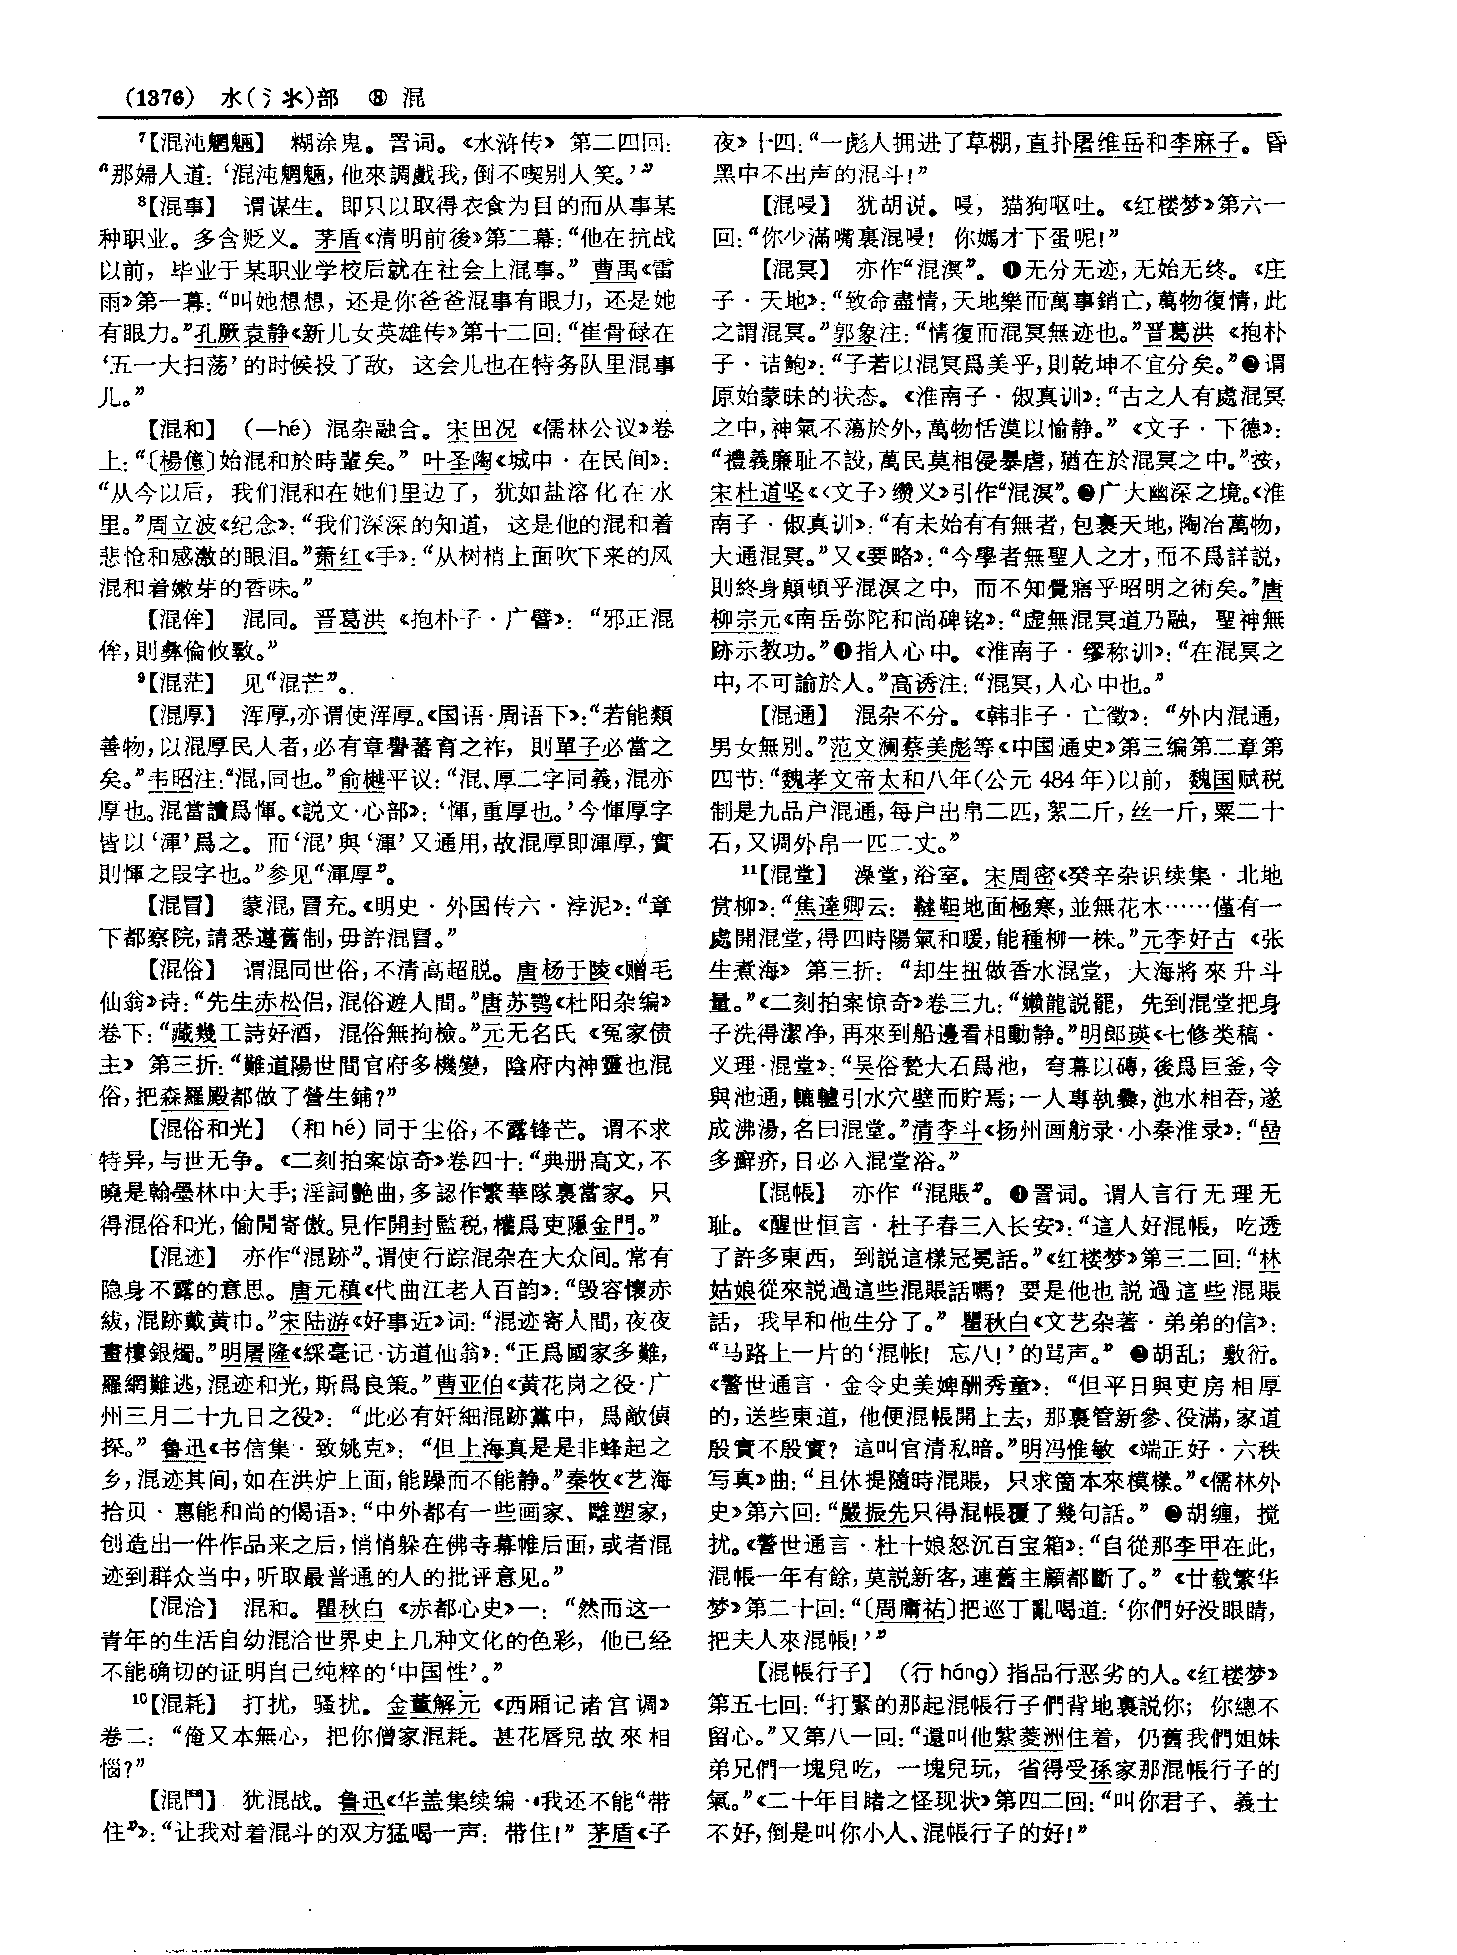 (1376) 水(氵氺)部 ⑧ 混
⁷【混沌魍魎】 糊涂鬼。詈词。《水浒传》第二四回：
“那婦人道：‘混沌魍魎，他來調戲我，倒不喫别人笑。’”
⁸【混事】 谓谋生。即只以取得衣食为目的而从事某
种职业。多含贬义。茅盾《清明前後》第二幕：“他在抗战
以前，毕业于某职业学校后就在社会上混事。” 曹禺《雷
雨》第一幕：“叫她想想，还是你爸爸混事有眼力，还是她
有眼力。”孔厥袁静《新儿女英雄传》第十二回：“崔骨碌在
‘五一大扫荡’的时候投了敌，这会儿也在特务队里混事
儿。”
【混和】 （—hé）混杂融合。宋田况《儒林公议》卷
上：“〔楊億〕始混和於時輩矣。” 叶圣陶《城中·在民间》：
“从今以后，我们混和在她们里边了，犹如盐溶化在水
里。”周立波《纪念》：“我们深深的知道，这是他的混和着
悲怆和感激的眼泪。”萧红《手》：“从树梢上面吹下来的风
混和着嫩芽的香味。”
【混侔】 混同。晋葛洪《抱朴子·广譬》：“邪正混
侔，則彝倫攸斁。”
⁹【混茫】 见“混芒”。
【混厚】 浑厚，亦谓使浑厚。《国语·周语下》：“若能類
善物，以混厚民人者，必有章譽蕃育之祚，則單子必當之
矣。”韦昭注：“混，同也。”俞樾平议：“混、厚二字同義，混亦
厚也。混當讀爲惲。《説文·心部》：‘惲，重厚也。’今惲厚字
皆以‘渾’爲之。而‘混’與‘渾’又通用，故混厚即渾厚，實
則惲之叚字也。”参见“渾厚”。
【混冒】 蒙混，冒充。《明史·外国传六·浡泥》：“章
下都察院，請悉遵舊制，毋許混冒。”
【混俗】 谓混同世俗，不清高超脱。唐杨于陵《赠毛
仙翁》诗：“先生赤松侣，混俗遊人間。”唐苏鹗《杜阳杂编》
卷下：“藏幾工詩好酒，混俗無拘檢。”元无名氏《冤家债
主》第三折：“難道陽世間官府多機變，陰府内神靈也混
俗，把森羅殿都做了營生鋪？”
【混俗和光】 （和hé）同于尘俗，不露锋芒。谓不求
特异，与世无争。《二刻拍案惊奇》卷四十：“典册高文，不
曉是翰墨林中大手；淫詞艷曲，多認作繁華隊裏當家。只
得混俗和光，偷閒寄傲。見作開封監税，權爲吏隱金門。”
【混迹】 亦作“混跡”。谓使行踪混杂在大众间。常有
隐身不露的意思。唐元稹《代曲江老人百韵》：“毁容懷赤
紱，混跡戴黄巾。”宋陆游《好事近》词：“混迹寄人間，夜夜
畫樓銀燭。”明屠隆《綵毫记·访道仙翁》：“正爲國家多難，
羅網難逃，混迹和光，斯爲良策。”曹亚伯《黄花岗之役·广
州三月二十九日之役》：“此必有奸細混跡黨中，爲敵偵
探。” 鲁迅《书信集·致姚克》：“但上海真是是非蜂起之
乡，混迹其间，如在洪炉上面，能躁而不能静。”秦牧《艺海
拾贝·惠能和尚的偈语》：“中外都有一些画家、雕塑家，
创造出一件作品来之后，悄悄躲在佛寺幕帷后面，或者混
迹到群众当中，听取最普通的人的批评意见。”
【混洽】 混和。瞿秋白《赤都心史》一：“然而这一
青年的生活自幼混洽世界史上几种文化的色彩，他已经
不能确切的证明自己纯粹的‘中国性’。”
¹⁰【混耗】 打扰，骚扰。金董解元《西厢记诸宫调》
卷二：“俺又本無心，把你僧家混耗。甚花唇兒故來相
惱？”
【混鬥】 犹混战。鲁迅《华盖集续编·我还不能“带
住”》：“让我对着混斗的双方猛喝一声：带住！” 茅盾《子
夜》十四：“一彪人拥进了草棚，直扑屠维岳和李麻子。昏
黑中不出声的混斗！”
【混唚】 犹胡说。唚，猫狗呕吐。《红楼梦》第六一
回：“你少滿嘴裏混唚！你媽才下蛋呢！”
【混冥】 亦作“混溟”。❶无分无迹，无始无终。《庄
子·天地》：“致命盡情，天地樂而萬事銷亡，萬物復情，此
之謂混冥。”郭象注：“情復而混冥無迹也。”晋葛洪《抱朴
子·诘鲍》：“子若以混冥爲美乎，則乾坤不宜分矣。”❷谓
原始蒙昧的状态。《淮南子·俶真训》：“古之人有處混冥
之中，神氣不蕩於外，萬物恬漠以愉静。” 《文子·下德》：
“禮義廉耻不設，萬民莫相侵暴虐，猶在於混冥之中。”按，
宋杜道坚《〈文子〉缵义》引作“混溟”。❸广大幽深之境。《淮
南子·俶真训》：“有未始有有無者，包裹天地，陶冶萬物，
大通混冥。”又《要略》：“今學者無聖人之才，而不爲詳説，
則終身顛頓乎混溟之中，而不知覺寤乎昭明之術矣。”唐
柳宗元《南岳弥陀和尚碑铭》：“虚無混冥道乃融，聖神無
跡示教功。”❹指人心中。《淮南子·缪称训》：“在混冥之
中，不可諭於人。”高诱注：“混冥，人心中也。”
【混通】 混杂不分。《韩非子·亡徵》：“外内混通，
男女無别。”范文澜蔡美彪等《中国通史》第三编第二章第
四节：“魏孝文帝太和八年（公元484年）以前，魏国赋税
制是九品户混通，每户出帛二匹，絮二斤，丝一斤，粟二十
石，又调外帛一匹二丈。”
¹¹【混堂】 澡堂，浴室。宋周密《癸辛杂识续集·北地
赏柳》：“焦達卿云：韃靼地面極寒，並無花木……僅有一
處開混堂，得四時陽氣和暖，能種柳一株。”元李好古《张
生煮海》第三折：“却生扭做香水混堂，大海將來升斗
量。”《二刻拍案惊奇》卷三九：“嬾龍説罷，先到混堂把身
子洗得潔净，再來到船邊看相動静。”明郎瑛《七修类稿·
义理·混堂》：“吴俗甃大石爲池，穹幕以磚，後爲巨釜，令
與池通，轆轤引水穴壁而貯焉；一人專執爨，池水相吞，遂
成沸湯，名曰混堂。”清李斗《扬州画舫录·小秦淮录》：“嵒
多癬疥，日必入混堂浴。”
【混帳】 亦作“混賬”。❶詈词。谓人言行无理无
耻。《醒世恒言·杜子春三入长安》：“這人好混帳，吃透
了許多東西，到説這樣冠冕話。”《红楼梦》第三二回：“林
姑娘從來説過這些混賬話嗎？要是他也説過這些混賬
話，我早和他生分了。” 瞿秋白《文艺杂著·弟弟的信》：
“马路上一片的‘混帐！忘八！’的骂声。” ❷胡乱；敷衍。
《警世通言·金令史美婢酬秀童》：“但平日與吏房相厚
的，送些東道，他便混帳開上去，那裏管新參、役滿，家道
殷實不殷實？這叫官清私暗。”明冯惟敏《端正好·六秩
写真》曲：“且休提隨時混賬，只求箇本來模樣。”《儒林外
史》第六回：“嚴振先只得混帳覆了幾句話。” ❸胡缠，搅
扰。《警世通言·杜十娘怒沉百宝箱》：“自從那李甲在此，
混帳一年有餘，莫説新客，連舊主顧都斷了。” 《廿载繁华
梦》第二十回：“〔周庸祐〕把巡丁亂喝道：‘你們好没眼睛，
把夫人來混帳！’”
【混帳行子】 （行háng）指品行恶劣的人。《红楼梦》
第五七回：“打緊的那起混帳行子們背地裏説你；你總不
留心。”又第八一回：“還叫他紫菱洲住着，仍舊我們姐妹
弟兄們一塊兒吃，一塊兒玩，省得受孫家那混帳行子的
氣。”《二十年目睹之怪现状》第四二回：“叫你君子、義士
不好，倒是叫你小人、混帳行子的好！”